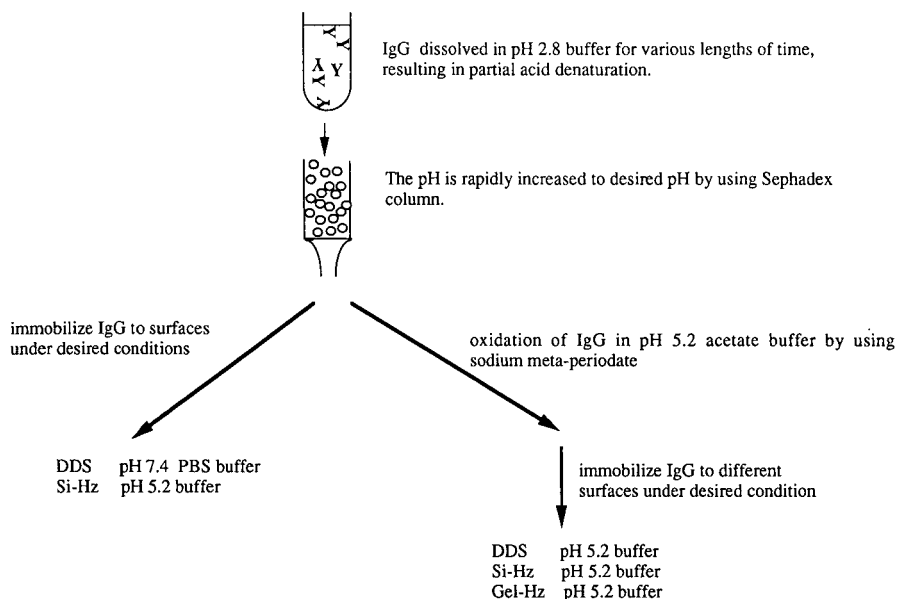 IgG dissolved in pH 2.8 buffer for various lengths of time,
resulting in partial acid denaturation.
The pH is rapidly increased to desired pH by using Sephadex
column.
immobilize IgG to surfaces
under desired conditions
oxidation of IgG in pH 5.2 acetate buffer by using
sodium meta-periodate
DDS pH 7.4 PBS buffer
Si-Hz pH 5.2 buffer
immobilize IgG to different
surfaces under desired condition
DDS pH 5.2 buffer
Si-Hz pH 5.2 buffer
Gel-Hz pH 5.2 buffer